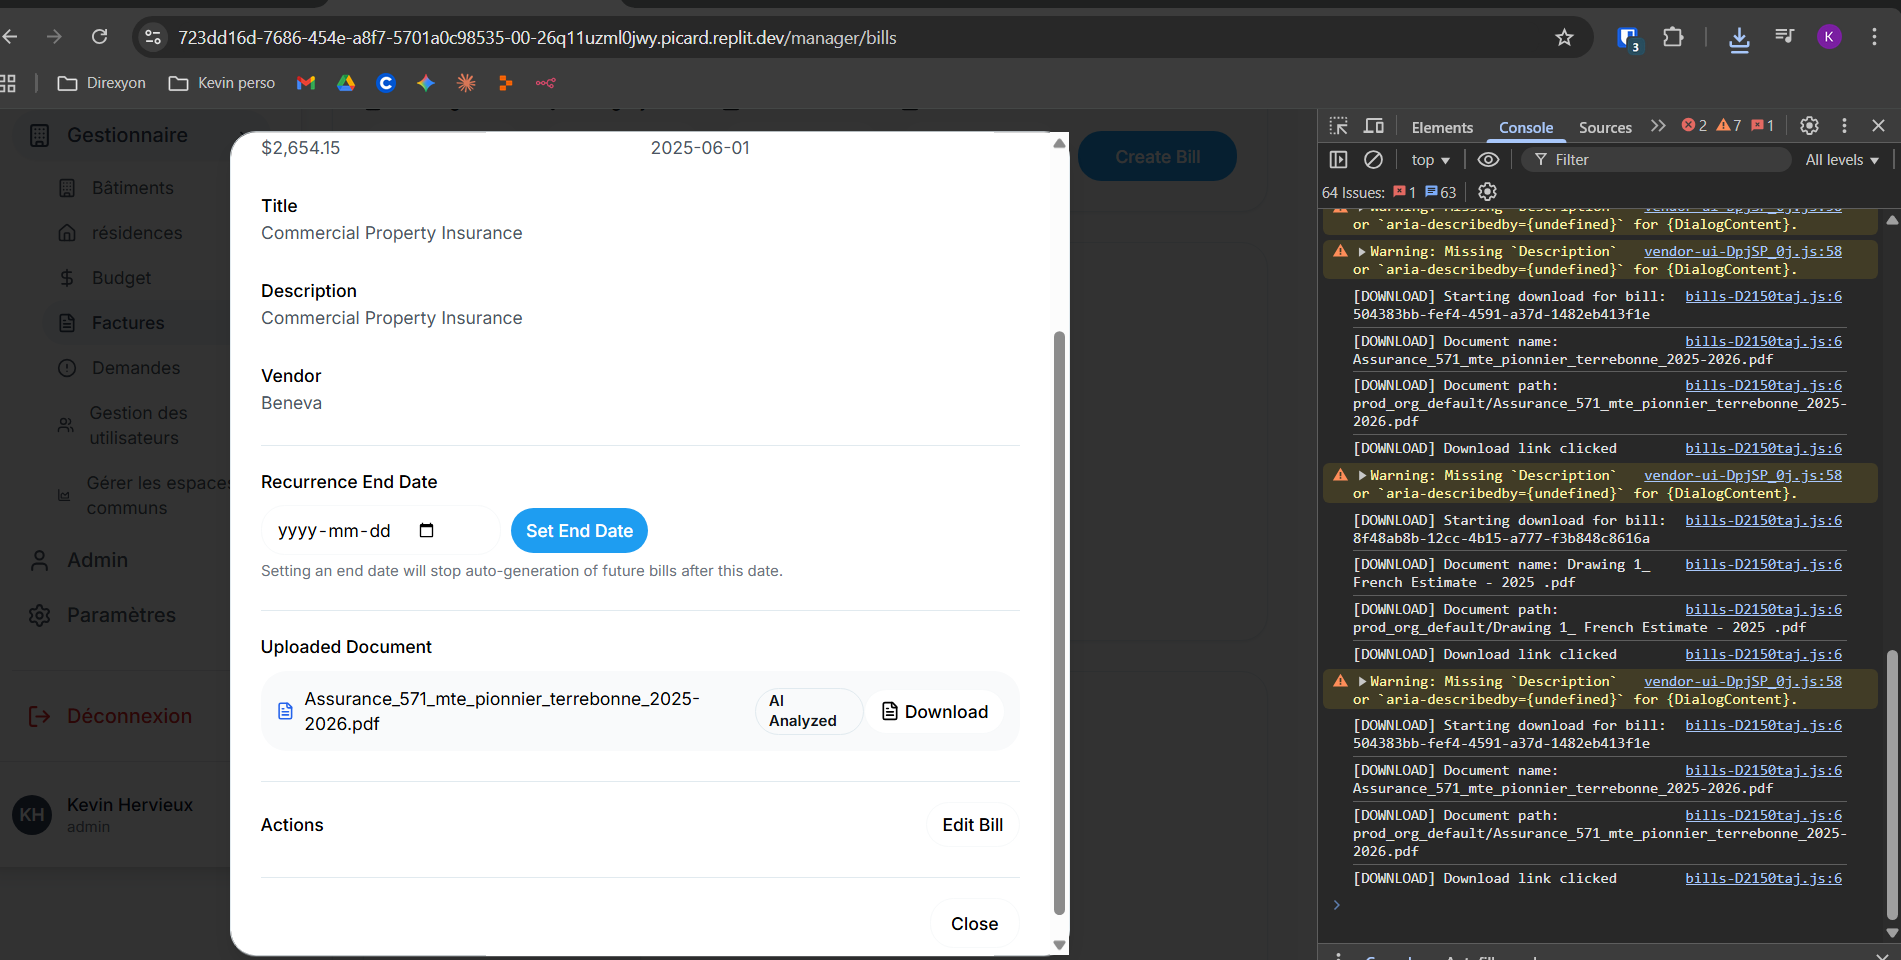 723dd16d-7686-454e-a8f7-5701a0c98535-00-26q11uzml0jwy.picard.replit.dev/manager/bills
3
K
Direxyon
Kevin perso
Gestionnaire
Bâtiments
résidences
Budget
Factures
Demandes
Gestion des
utilisateurs
Gérer les espaces
communs
Admin
Paramètres
Déconnexion
KH
Kevin Hervieux
admin
Create Bill
$2,654.15
2025-06-01
Title
Commercial Property Insurance
Description
Commercial Property Insurance
Vendor
Beneva
Recurrence End Date
yyyy-mm-dd
Set End Date
Setting an end date will stop auto-generation of future bills after this date.
Uploaded Document
Assurance_571_mte_pionnier_terrebonne_2025-
2026.pdf
AI
Analyzed
Download
Actions
Edit Bill
Close
Elements
Console
Sources
2
7
1
top
Filter
All levels
64 Issues:
1
63
Warning: Missing `Description` vendor-ui-DpjSP_0j.js:58
or `aria-describedby={undefined}` for {DialogContent}.
Warning: Missing `Description` vendor-ui-DpjSP_0j.js:58
or `aria-describedby={undefined}` for {DialogContent}.
[DOWNLOAD] Starting download for bill: bills-D2150taj.js:6
504383bb-fef4-4591-a37d-1482eb413f1e
[DOWNLOAD] Document name: bills-D2150taj.js:6
Assurance_571_mte_pionnier_terrebonne_2025-2026.pdf
[DOWNLOAD] Document path: bills-D2150taj.js:6
prod_org_default/Assurance_571_mte_pionnier_terrebonne_2025-
2026.pdf
[DOWNLOAD] Download link clicked bills-D2150taj.js:6
Warning: Missing `Description` vendor-ui-DpjSP_0j.js:58
or `aria-describedby={undefined}` for {DialogContent}.
[DOWNLOAD] Starting download for bill: bills-D2150taj.js:6
8f48ab8b-12cc-4b15-a777-f3b848c8616a
[DOWNLOAD] Document name: Drawing 1_ bills-D2150taj.js:6
French Estimate - 2025 .pdf
[DOWNLOAD] Document path: bills-D2150taj.js:6
prod_org_default/Drawing 1_ French Estimate - 2025 .pdf
[DOWNLOAD] Download link clicked bills-D2150taj.js:6
Warning: Missing `Description` vendor-ui-DpjSP_0j.js:58
or `aria-describedby={undefined}` for {DialogContent}.
[DOWNLOAD] Starting download for bill: bills-D2150taj.js:6
504383bb-fef4-4591-a37d-1482eb413f1e
[DOWNLOAD] Document name: bills-D2150taj.js:6
Assurance_571_mte_pionnier_terrebonne_2025-2026.pdf
[DOWNLOAD] Document path: bills-D2150taj.js:6
prod_org_default/Assurance_571_mte_pionnier_terrebonne_2025-
2026.pdf
[DOWNLOAD] Download link clicked bills-D2150taj.js:6